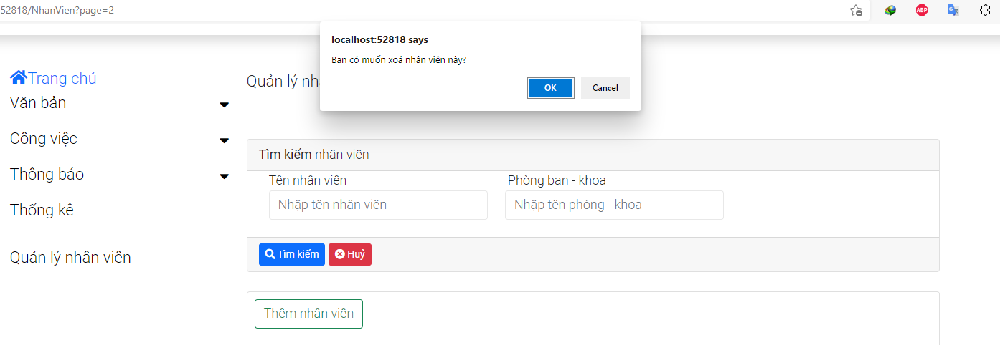 52818/NhanVien?page=2
ABP
localhost:52818 says
Bạn có muốn xoá nhân viên này?
OK Cancel
Trang chủ
Văn bản
Công việc
Thông báo
Thống kê
Quản lý nhân viên
Quản lý
Tìm kiếm nhân viên
Tên nhân viên Phòng ban - khoa
Nhập tên nhân viên Nhập tên phòng - khoa
Tìm kiếm Huỷ
Thêm nhân viên